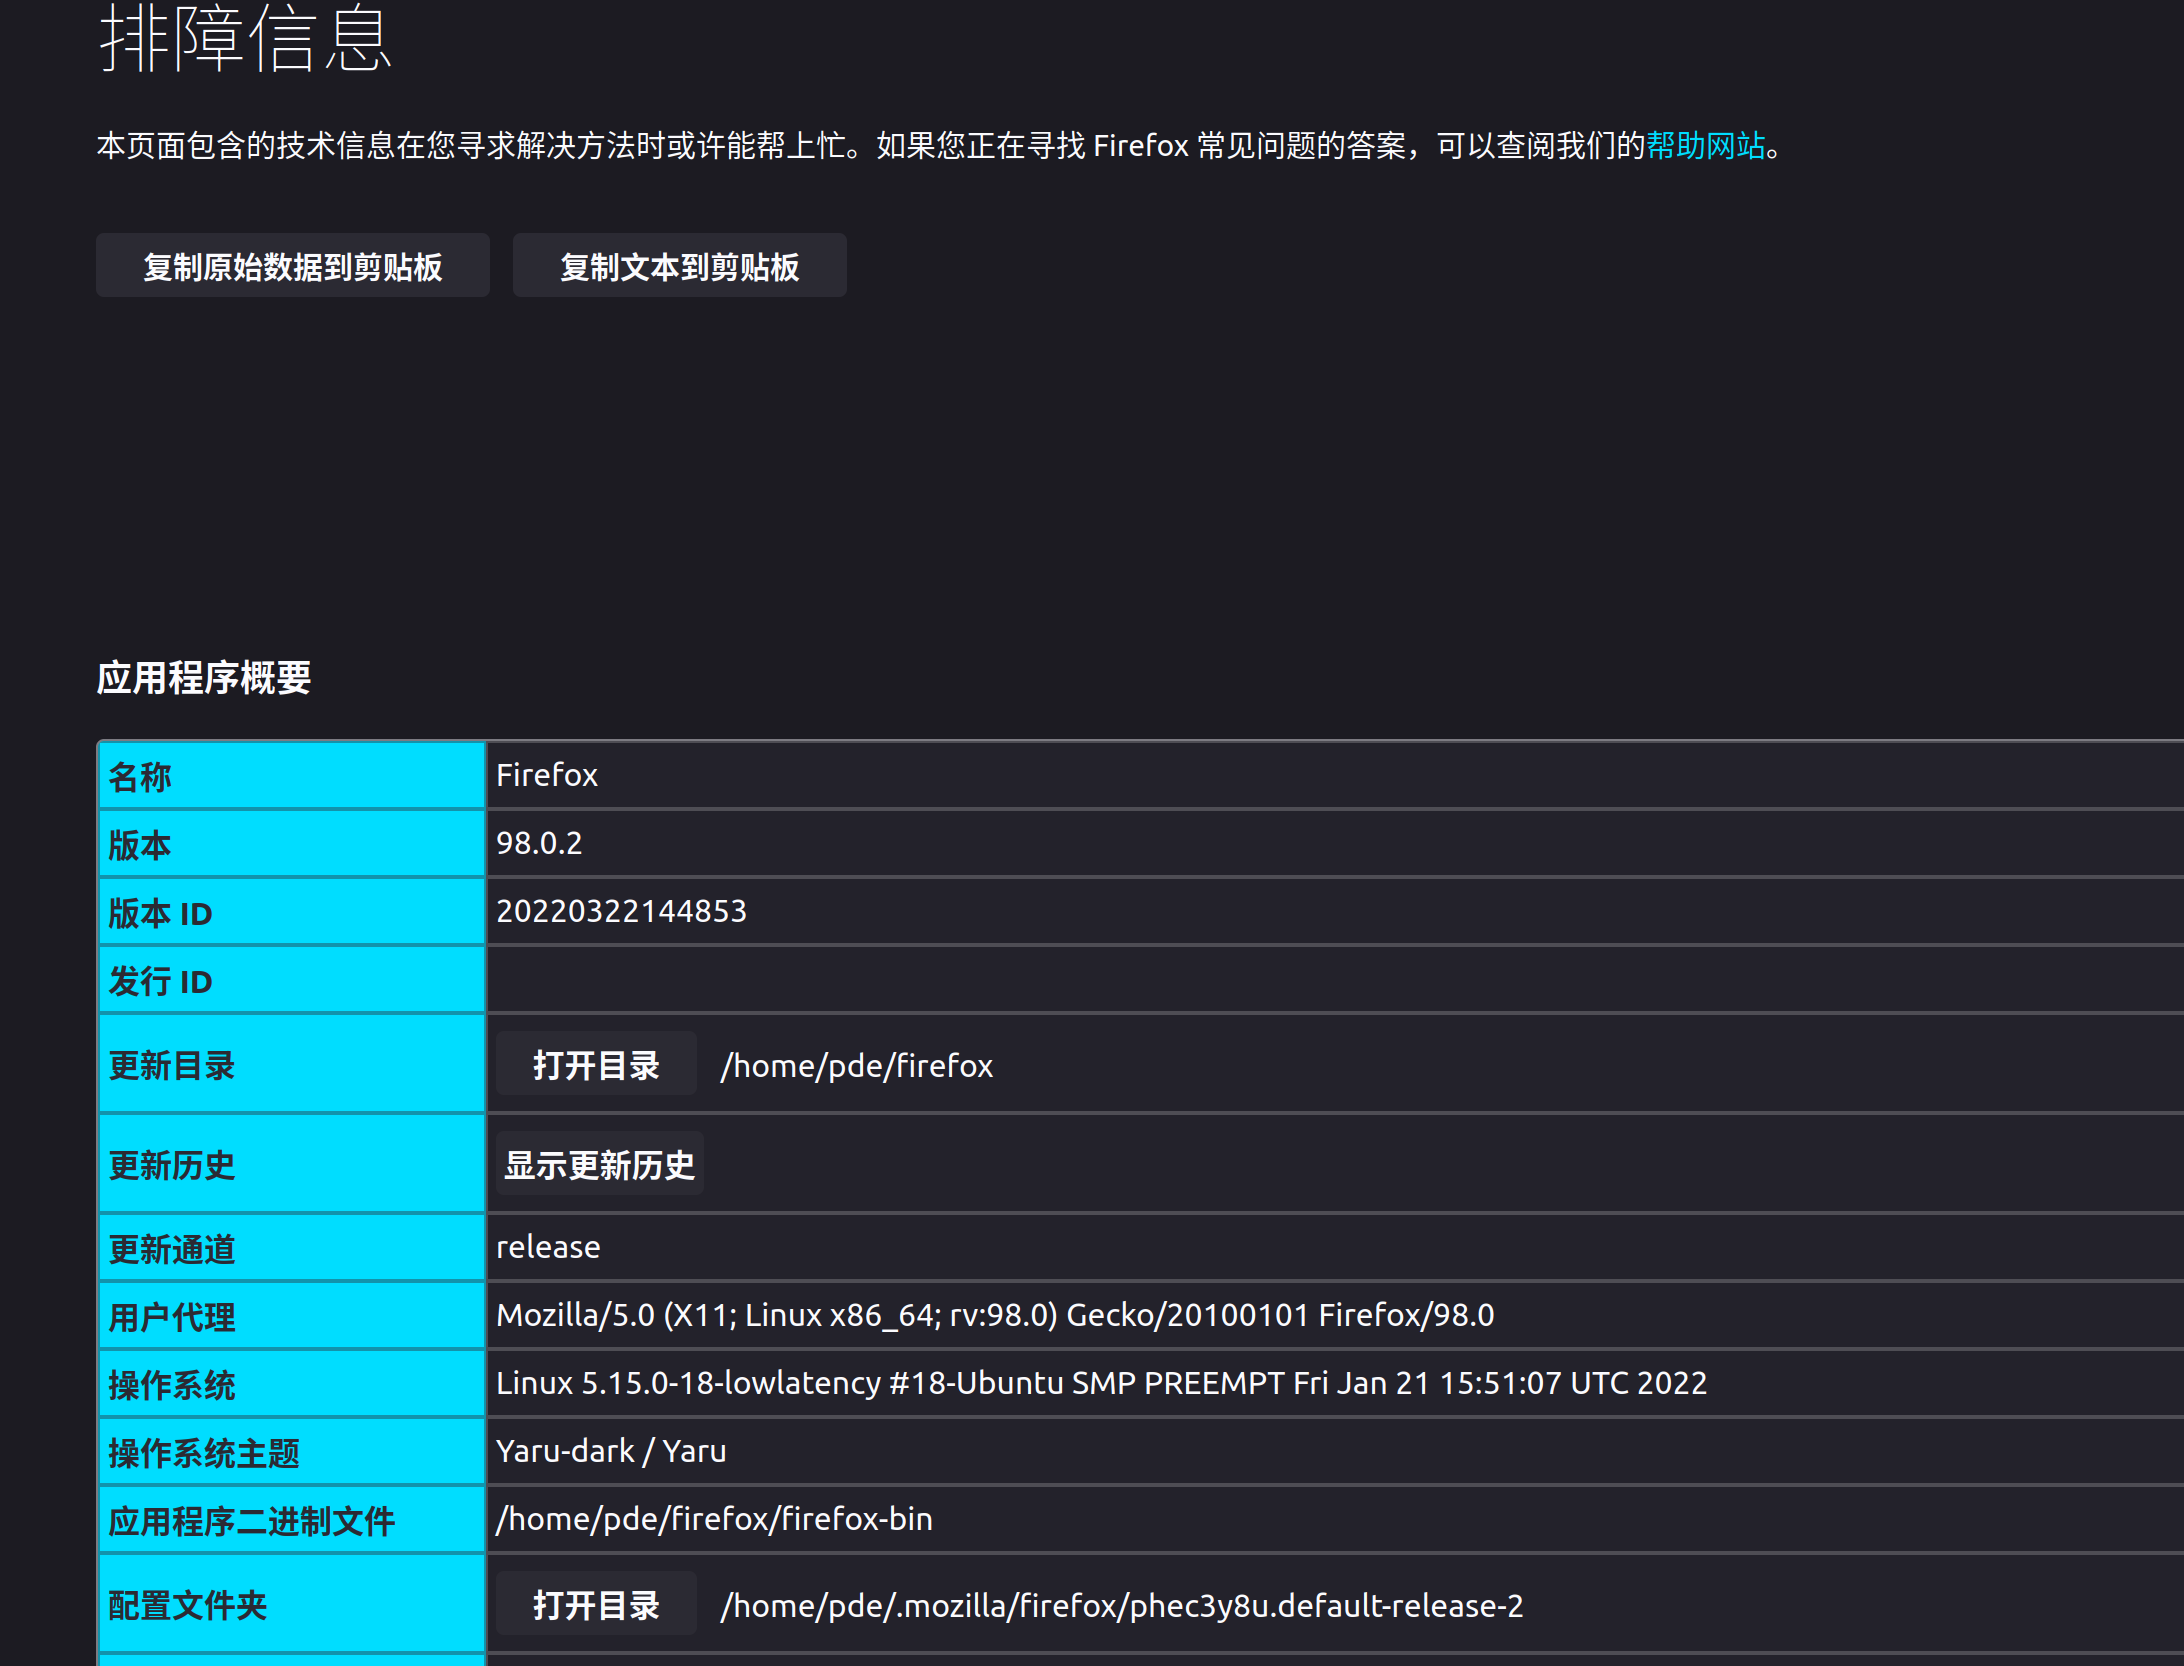 排障信息
本页面包含的技术信息在您寻求解决方法时或许能帮上忙。如果您正在寻找 Firefox 常见问题的答案，可以查阅我们的帮助网站。
复制原始数据到剪贴板 复制文本到剪贴板
应用程序概要
名称 Firefox
版本 98.0.2
版本 ID 20220322144853
发行 ID
更新目录 打开目录 /home/pde/firefox
更新历史 显示更新历史
更新通道 release
用户代理 Mozilla/5.0 (X11; Linux x86_64; rv:98.0) Gecko/20100101 Firefox/98.0
操作系统 Linux 5.15.0-18-lowlatency #18-Ubuntu SMP PREEMPT Fri Jan 21 15:51:07 UTC 2022
操作系统主题 Yaru-dark / Yaru
应用程序二进制文件 /home/pde/firefox/firefox-bin
配置文件夹 打开目录 /home/pde/.mozilla/firefox/phec3y8u.default-release-2